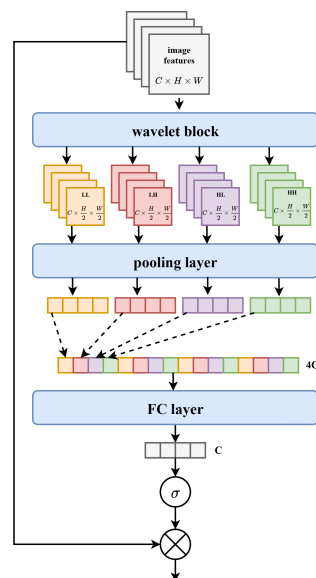 image
features
C × H × W
wavelet block
LL LH HL HH
C × H/2 × W/2 C × H/2 × W/2 C × H/2 × W/2 C × H/2 × W/2
pooling layer
4C
FC layer
C
σ